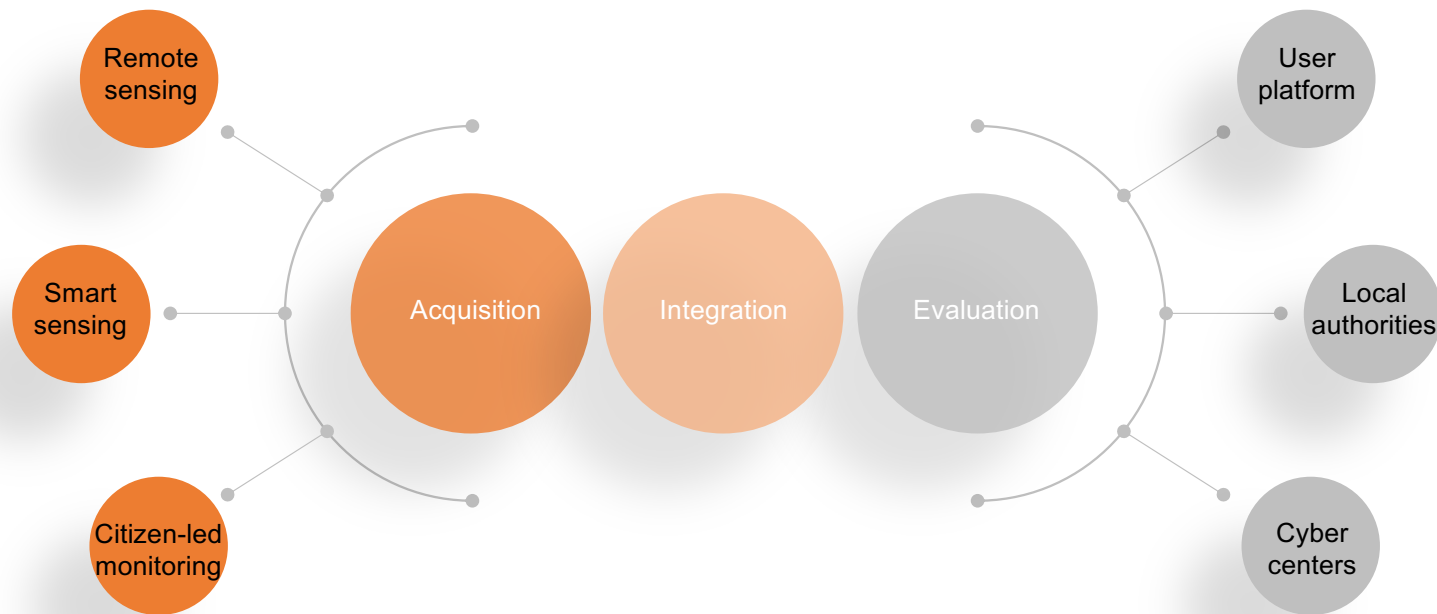 Remote
sensing
Smart
sensing
Citizen-led
monitoring
Acquisition
Integration
Evaluation
User
platform
Local
authorities
Cyber
centers